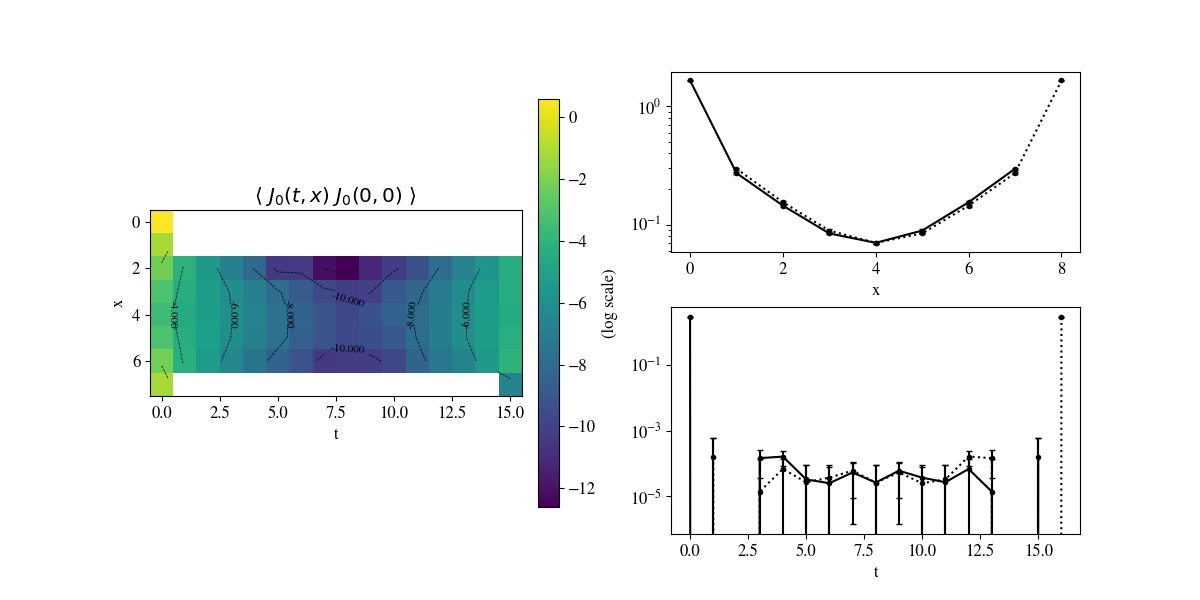 ⟨ J₀(t, x) J₀(0, 0) ⟩
0
2
4
6
x
0.0 2.5 5.0 7.5 10.0 12.5 15.0
t
-4.000
-6.000
-8.000
-10.000
-10.000
-8.000
-6.000
0
−2
−4
−6
−8
−10
−12
(log scale)
10⁰
10⁻¹
0 2 4 6 8
x
10⁻¹
10⁻³
10⁻⁵
0.0 2.5 5.0 7.5 10.0 12.5 15.0
t